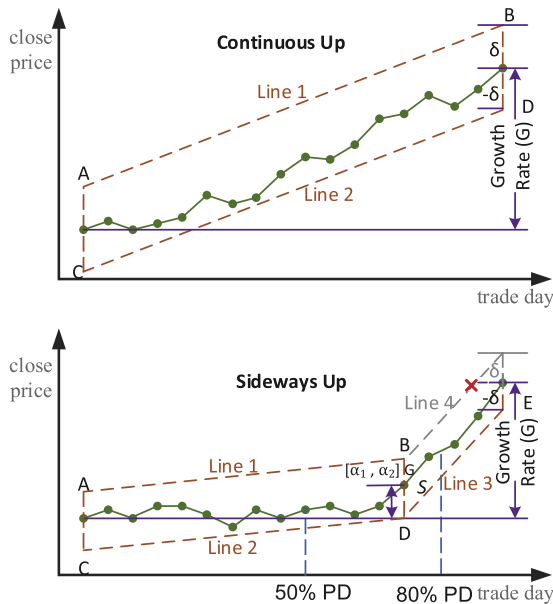 close
price
Continuous Up
B
δ
Line 1
-δ
D
Growth
Rate (G)
A
Line 2
C
trade day
close
price
Sideways Up
δ
-δ
E
Line 4
Growth
Rate (G)
B
Line 1
[α₁ , α₂] G
S
Line 3
A
Line 2
D
C
50% PD
80% PD
trade day